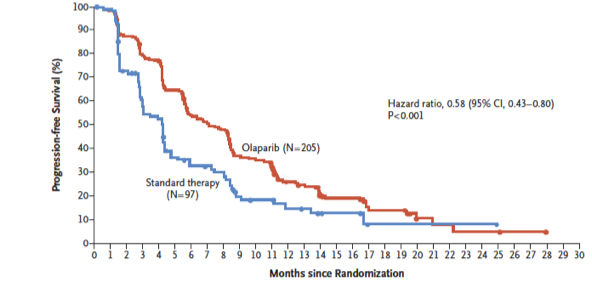 100
90
80
70
60
50
40
30
20
10
0
Progression-free Survival (%)
Hazard ratio, 0.58 (95% CI, 0.43–0.80)
P<0.001
Olaparib (N=205)
Standard therapy
(N=97)
0 1 2 3 4 5 6 7 8 9 10 11 12 13 14 15 16 17 18 19 20 21 22 23 24 25 26 27 28 29 30
Months since Randomization